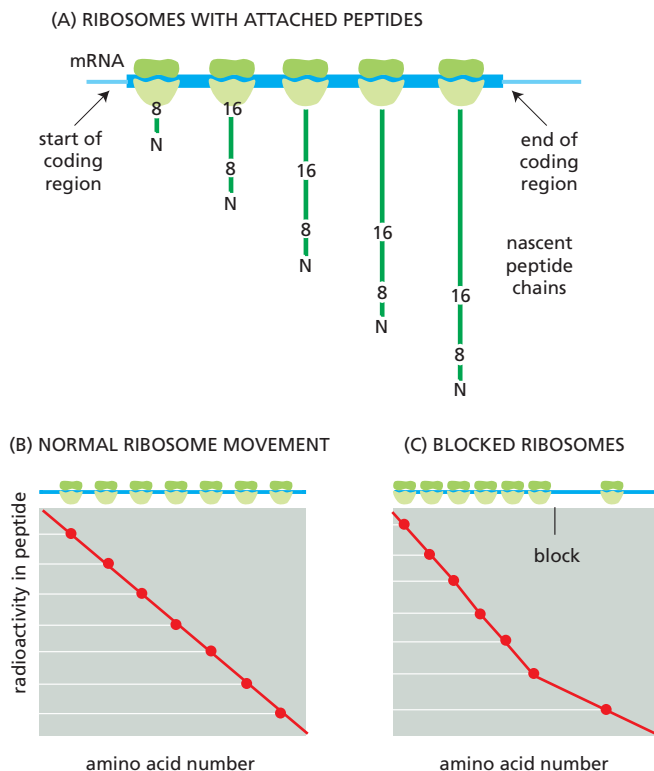 (A) RIBOSOMES WITH ATTACHED PEPTIDES
mRNA
start of
coding
region
end of
coding
region
8
N
16
8
N
16
8
N
16
8
N
16
8
N
nascent
peptide
chains
(B) NORMAL RIBOSOME MOVEMENT
radioactivity in peptide
amino acid number
(C) BLOCKED RIBOSOMES
block
amino acid number